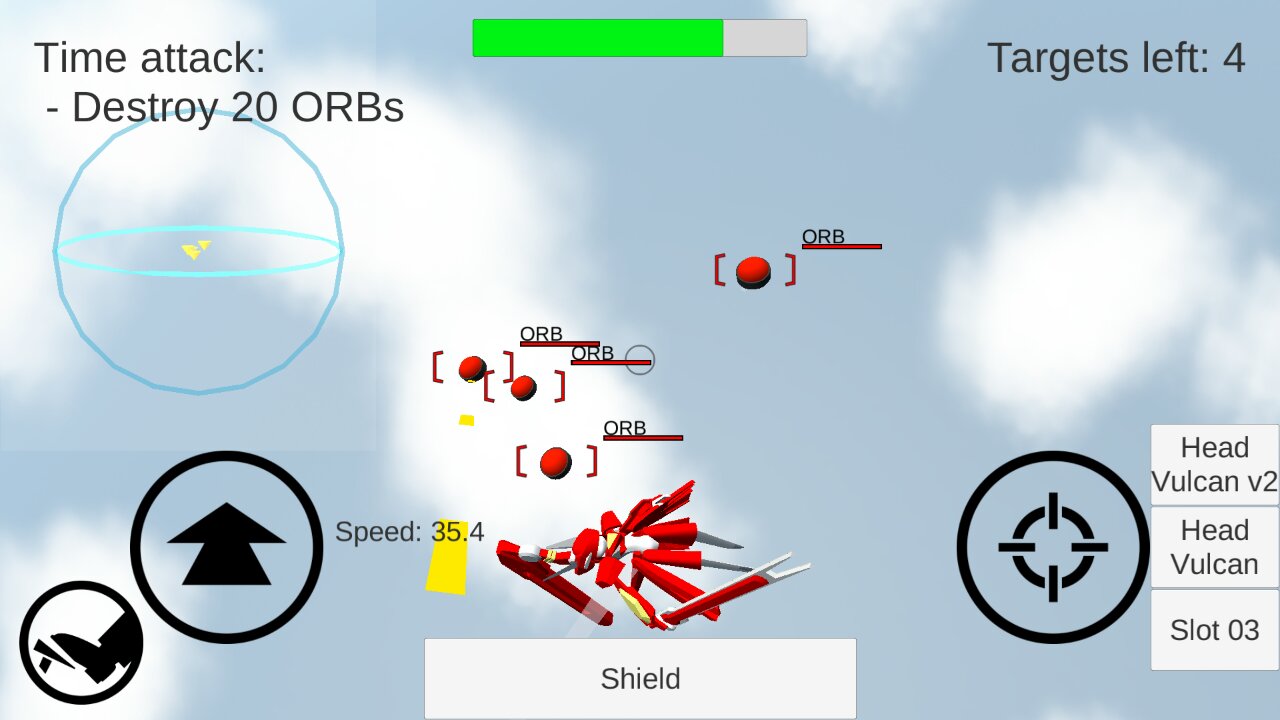 Time attack:
- Destroy 20 ORBs
Targets left: 4
ORB
ORB
ORB
ORB
Speed: 35.4
Head
Vulcan v2
Head
Vulcan
Slot 03
Shield